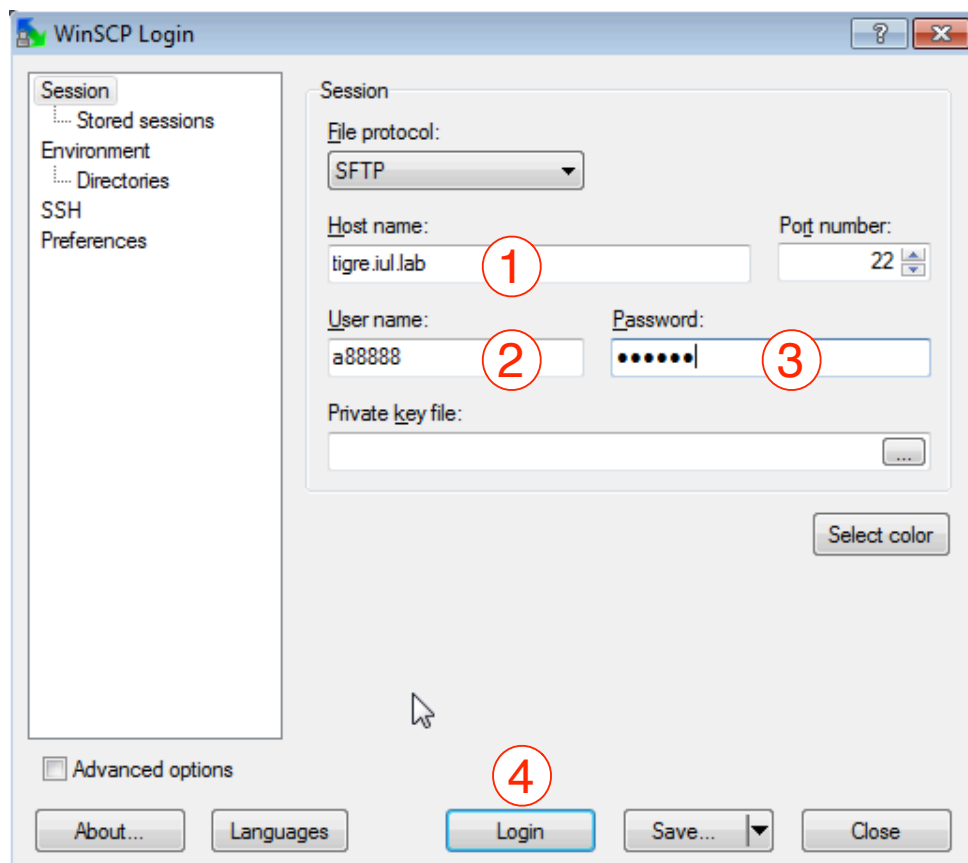 WinSCP Login
Session
Stored sessions
Environment
Directories
SSH
Preferences
Session
File protocol:
SFTP
Host name:
Port number:
tigre.iul.lab
1
22
User name:
Password:
a88888
2
••••••
3
Private key file:
...
Select color
Advanced options
4
About...
Languages
Login
Save...
Close